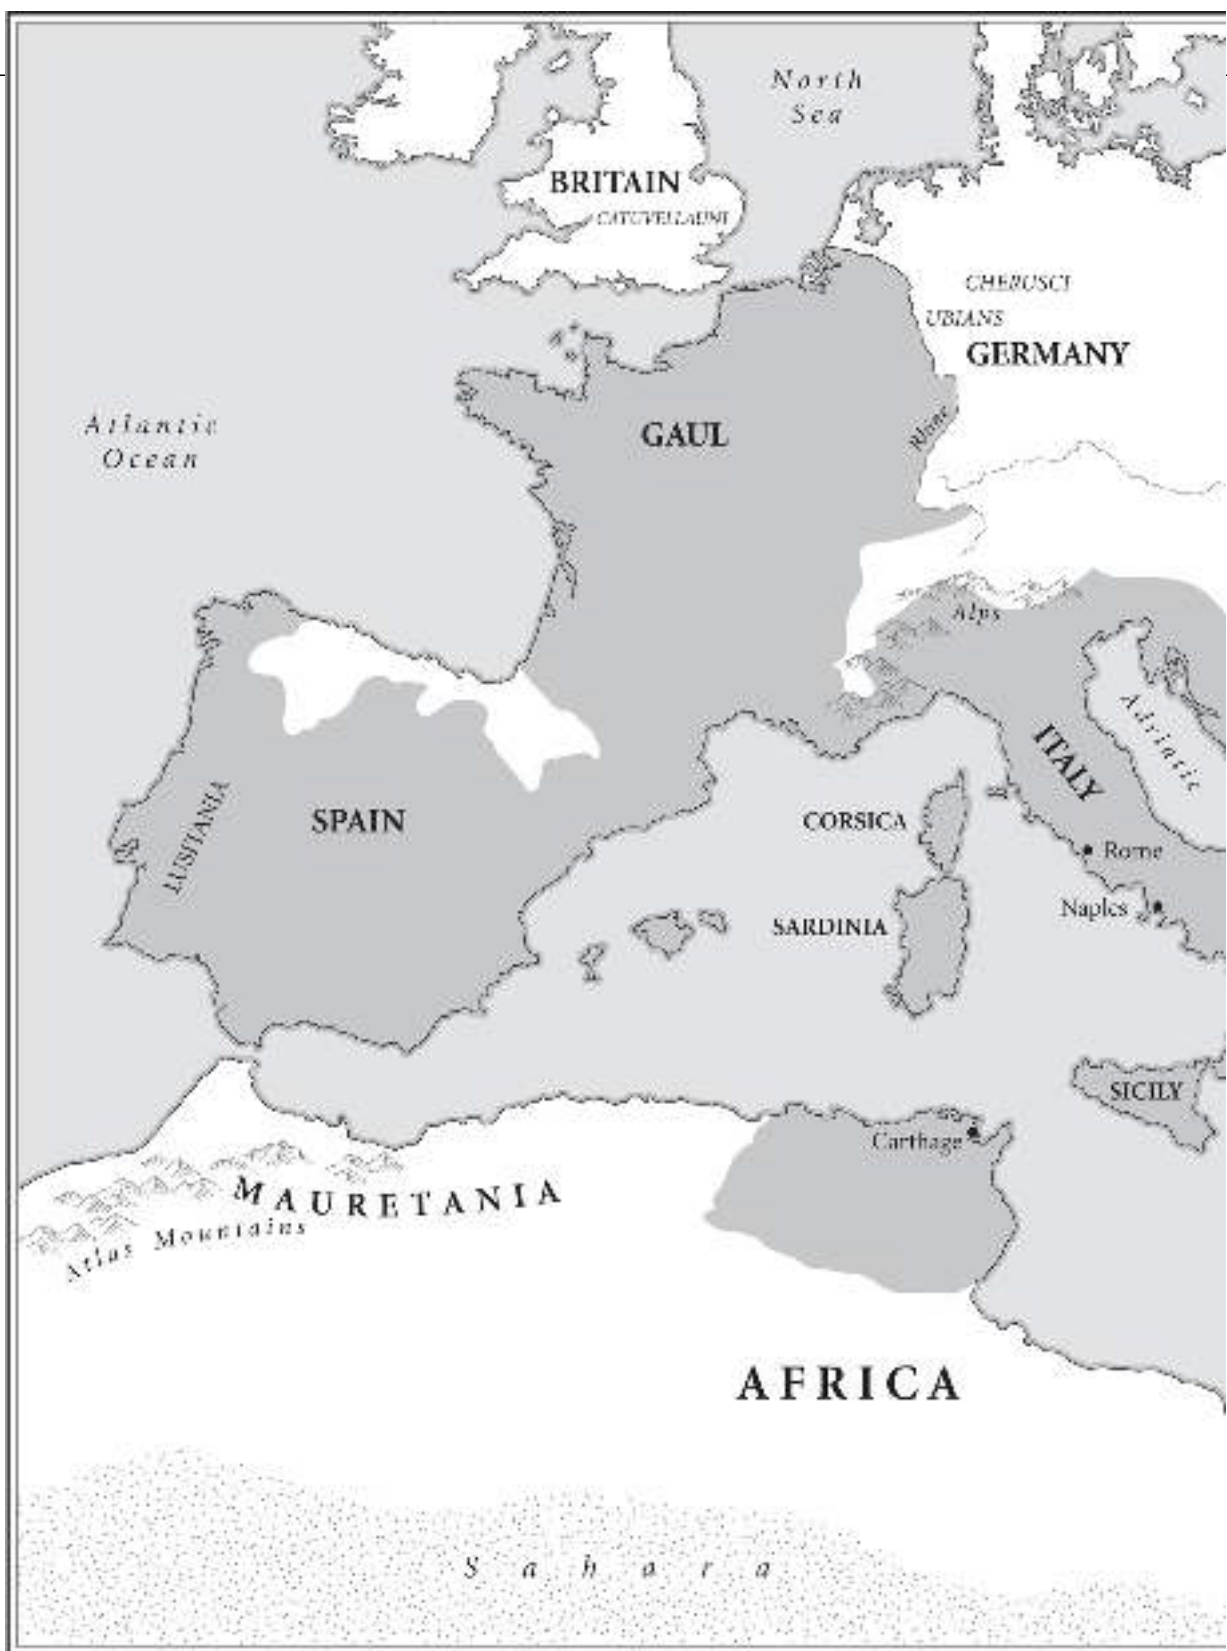 North
Sea
BRITAIN
CATUVELLAUNI
CHERUSCI
UBIANS
GERMANY
Atlantic
Ocean
GAUL
Rhine
Alps
Adriatic
ITALY
LUSITANIA
SPAIN
CORSICA
Rome
Naples
SARDINIA
SICILY
Carthage
MAURETANIA
Atlas Mountains
AFRICA
Sahara